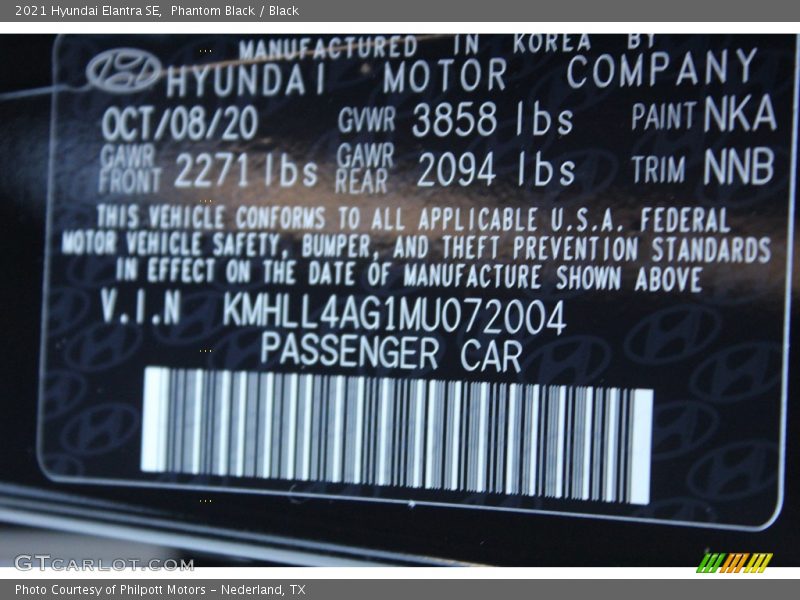 2021 Hyundai Elantra SE, Phantom Black / Black
MANUFACTURED IN KOREA BY
HYUNDAI MOTOR COMPANY
OCT/08/20 GVWR 3858 lbs PAINT NKA
GAWR FRONT 2271 lbs GAWR REAR 2094 lbs TRIM NNB
THIS VEHICLE CONFORMS TO ALL APPLICABLE U.S.A. FEDERAL
MOTOR VEHICLE SAFETY, BUMPER, AND THEFT PREVENTION STANDARDS
IN EFFECT ON THE DATE OF MANUFACTURE SHOWN ABOVE
V.I.N KMHLL4AG1MU072004
PASSENGER CAR
GTCARLOT.COM
Photo Courtesy of Philpott Motors - Nederland, TX